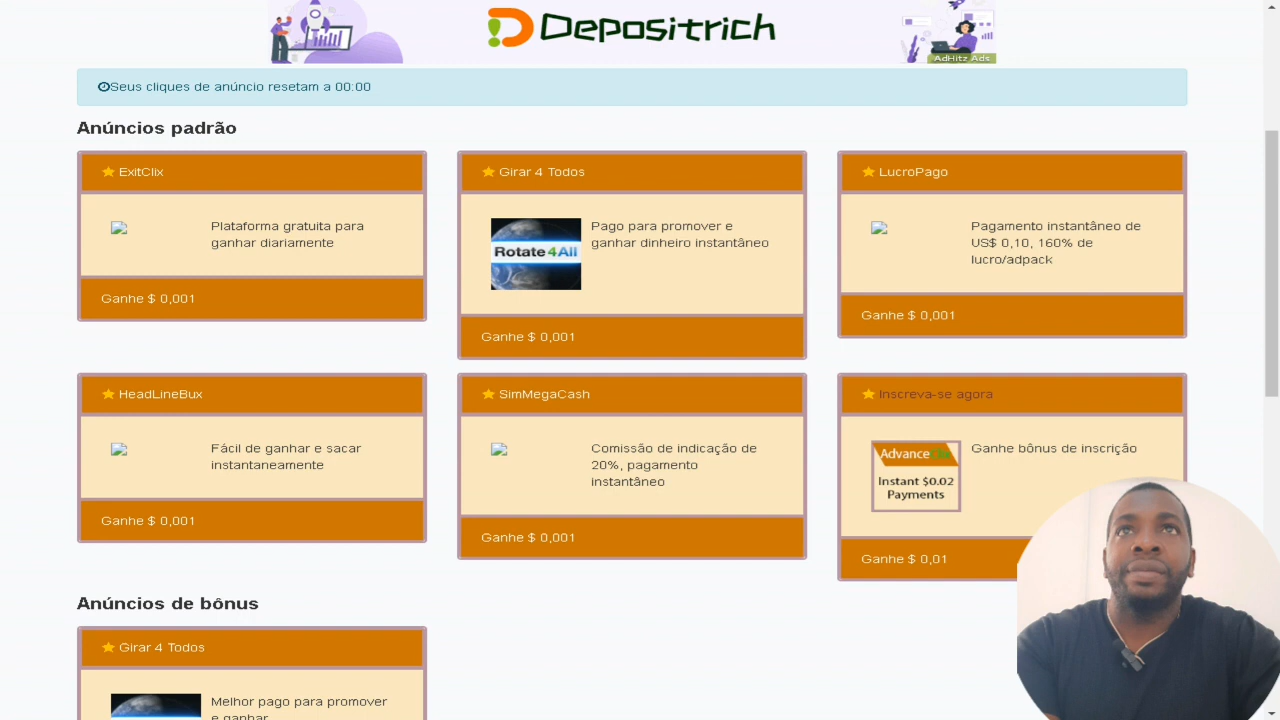 Depositrich
AdHitz Ads
Seus cliques de anúncio resetam a 00:00
Anúncios padrão
ExitClix
Plataforma gratuita para
ganhar diariamente
Ganhe $ 0,001
Girar 4 Todos
Rotate4All
Pago para promover e
ganhar dinheiro instantâneo
Ganhe $ 0,001
LucroPago
Pagamento instantâneo de
US$ 0,10, 160% de
lucro/adpack
Ganhe $ 0,001
HeadLineBux
Fácil de ganhar e sacar
instantaneamente
Ganhe $ 0,001
SimMegaCash
Comissão de indicação de
20%, pagamento
instantâneo
Ganhe $ 0,001
Inscreva-se agora
AdvanceClix
Instant $0.02
Payments
Ganhe bônus de inscrição
Ganhe $ 0,01
Anúncios de bônus
Girar 4 Todos
Melhor pago para promover
e ganhar